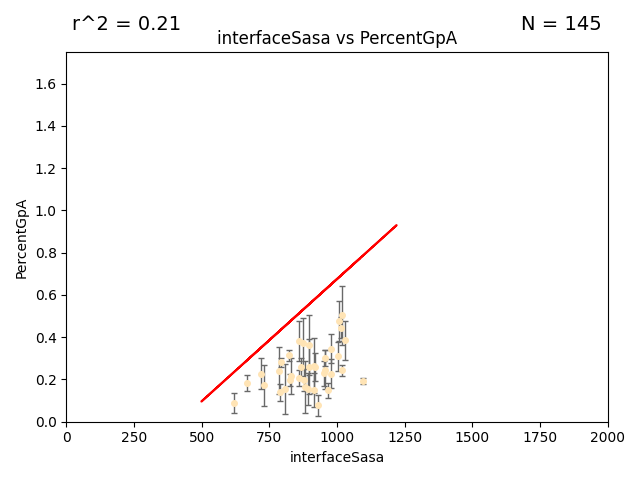 r^2 = 0.21
N = 145
interfaceSasa vs PercentGpA
PercentGpA
1.6
1.4
1.2
1.0
0.8
0.6
0.4
0.2
0.0
0 250 500 750 1000 1250 1500 1750 2000
interfaceSasa